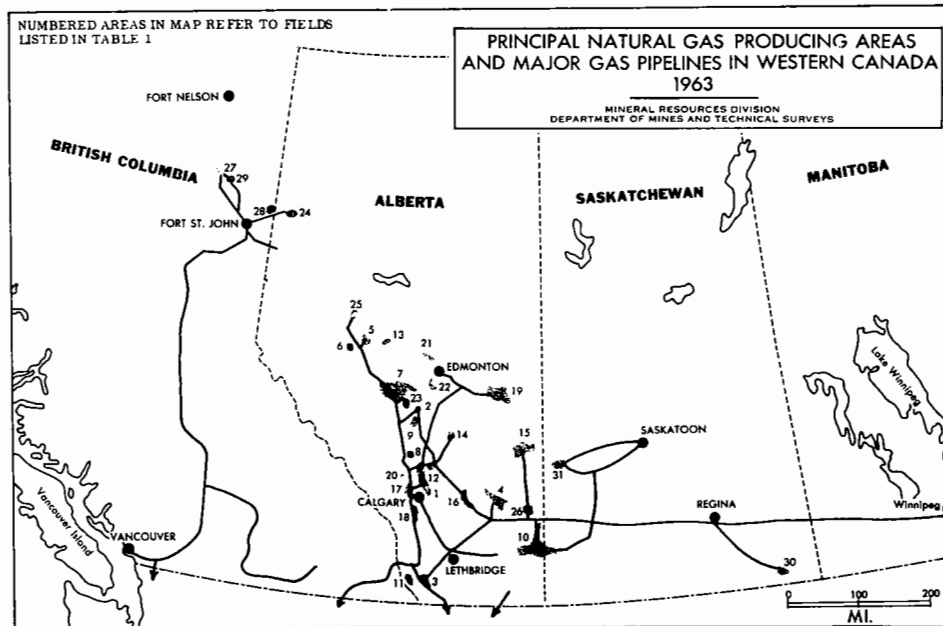 NUMBERED AREAS IN MAP REFER TO FIELDS
LISTED IN TABLE 1
PRINCIPAL NATURAL GAS PRODUCING AREAS
AND MAJOR GAS PIPELINES IN WESTERN CANADA
1963
MINERAL RESOURCES DIVISION
DEPARTMENT OF MINES AND TECHNICAL SURVEYS
FORT NELSON
BRITISH COLUMBIA
27
29
ALBERTA
SASKATCHEWAN
MANITOBA
28
24
FORT ST. JOHN
25
5
13
6
21
EDMONTON
Lake Winnipeg
7
22
19
23
2
9
14
15
SASKATOON
8
31
20
12
17
1
4
CALGARY
16
18
26
REGINA
Winnipeg
Vancouver Island
VANCOUVER
10
LETHBRIDGE
11
3
30
0 100 200
MI.